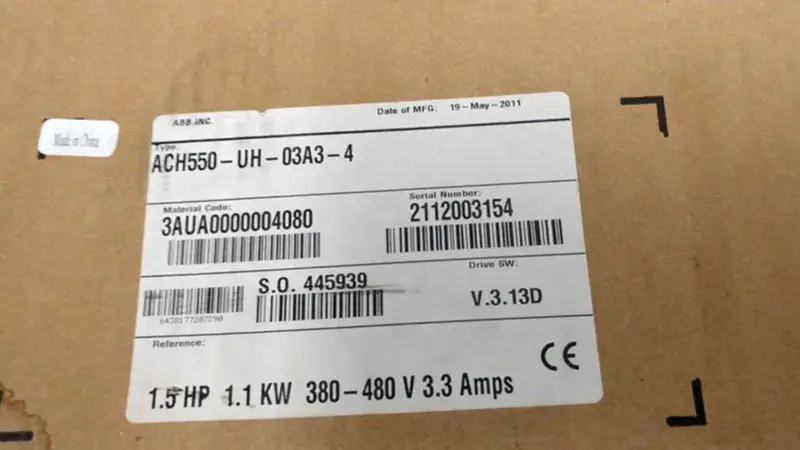 ABB INC.
Date of MFG: 19-May-2011
Made in China
Type:
ACH550-UH-03A3-4
Material Code:
3AUA0000004080
Serial Number:
2112003154
S.O. 445939
Drive SW:
V.3.13D
6438177287290
Reference:
CE
1.5 HP 1.1 KW 380-480 V 3.3 Amps